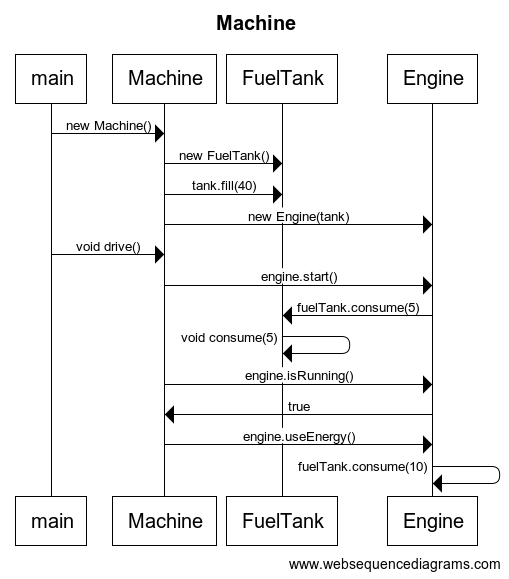 Machine
main
Machine
FuelTank
Engine
new Machine()
new FuelTank()
tank.fill(40)
new Engine(tank)
void drive()
engine.start()
fuelTank.consume(5)
void consume(5)
engine.isRunning()
true
engine.useEnergy()
fuelTank.consume(10)
main
Machine
FuelTank
Engine
www.websequencediagrams.com